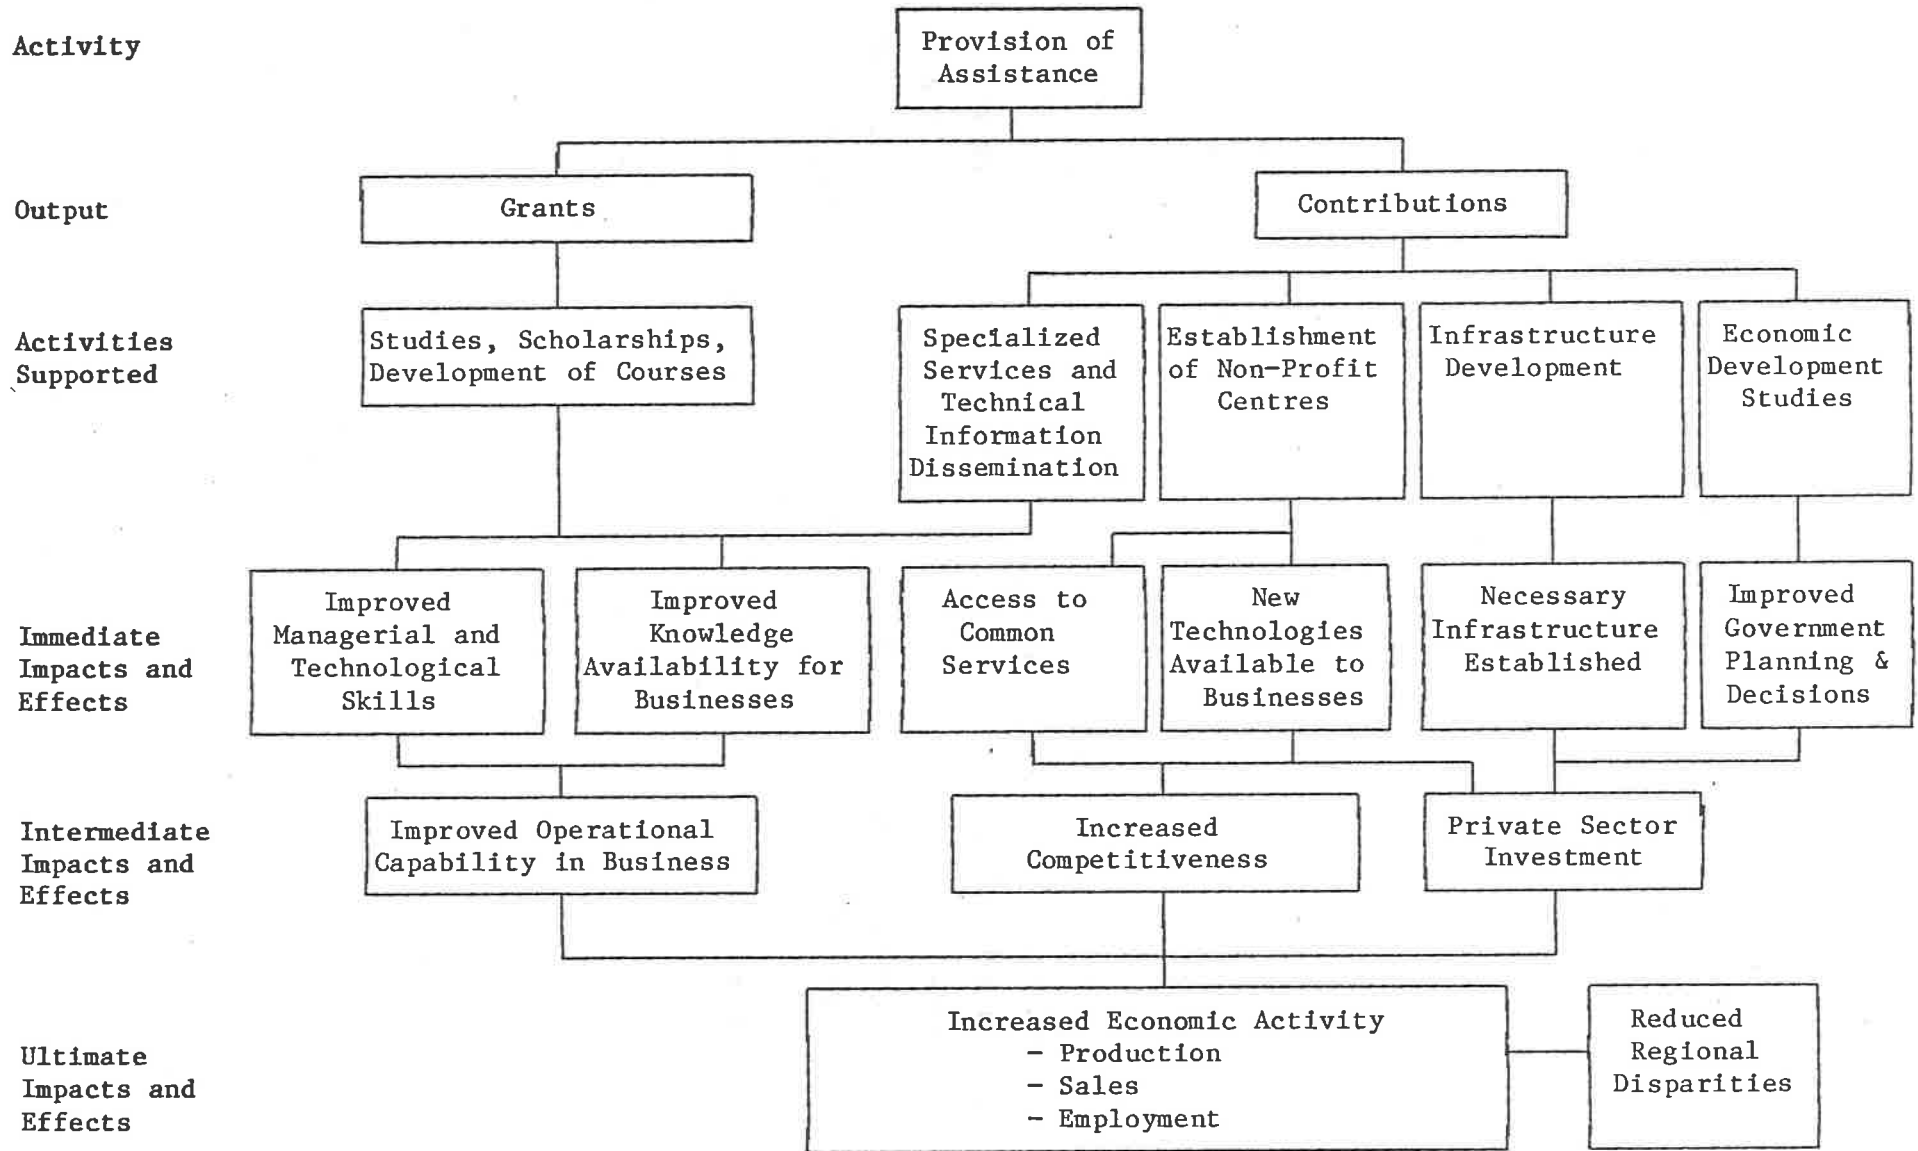 Activity
Provision of
Assistance
Output
Grants
Contributions
Activities
Supported
Studies, Scholarships,
Development of Courses
Specialized
Services and
Technical
Information
Dissemination
Establishment
of Non-Profit
Centres
Infrastructure
Development
Economic
Development
Studies
Immediate
Impacts and
Effects
Improved
Managerial and
Technological
Skills
Improved
Knowledge
Availability for
Businesses
Access to
Common
Services
New
Technologies
Available to
Businesses
Necessary
Infrastructure
Established
Improved
Government
Planning &
Decisions
Intermediate
Impacts and
Effects
Improved Operational
Capability in Business
Increased
Competitiveness
Private Sector
Investment
Ultimate
Impacts and
Effects
Increased Economic Activity
- Production
- Sales
- Employment
Reduced
Regional
Disparities